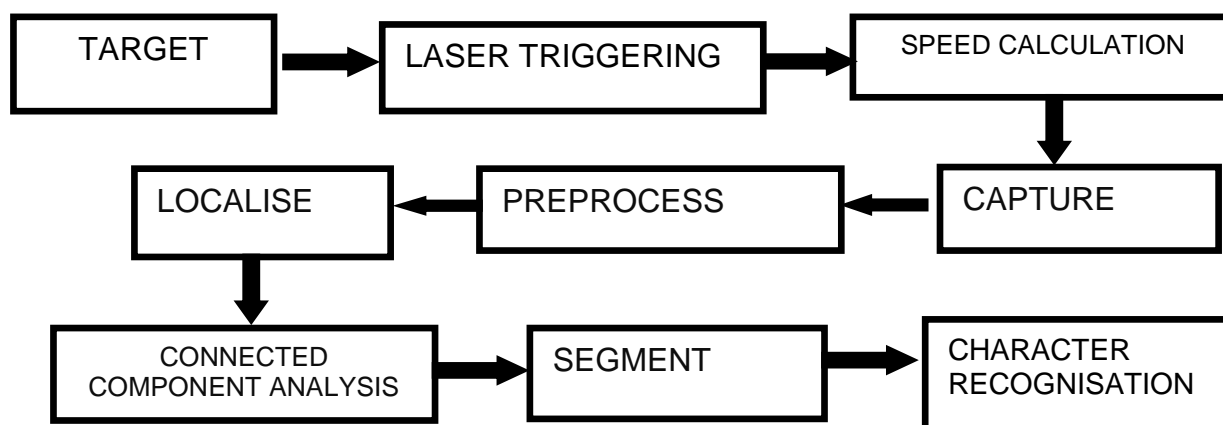 TARGET
LASER TRIGGERING
SPEED CALCULATION
CAPTURE
PREPROCESS
LOCALISE
CONNECTED
COMPONENT ANALYSIS
SEGMENT
CHARACTER
RECOGNISATION